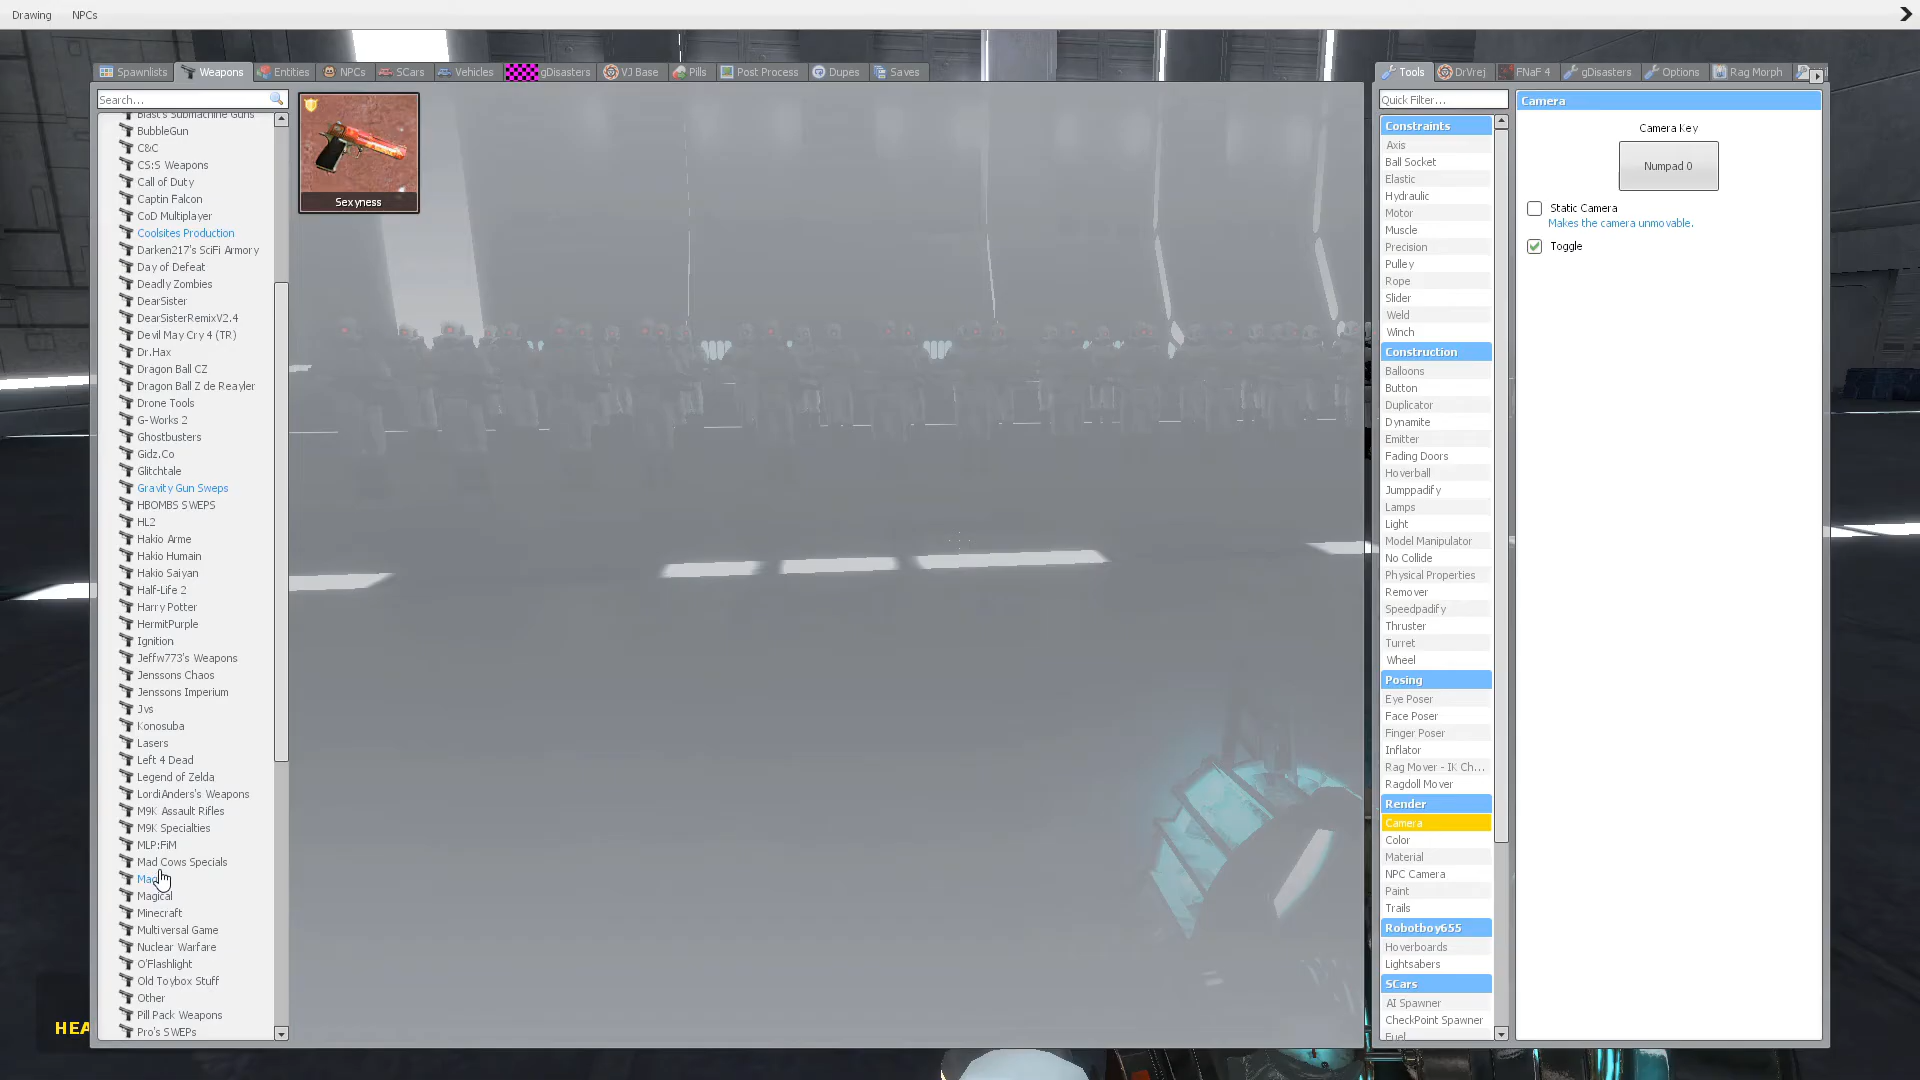 Drawing NPCs
Spawnlists Weapons Entities NPCs SCars Vehicles gDisasters VJ Base Pills Post Process Dupes Saves
Tools DrVrej FNaF 4 gDisasters Options Rag Morph
Search...
Blast's Submachine Guns
BubbleGun
C&C
CS:S Weapons
Call of Duty
Captin Falcon
CoD Multiplayer
Coolsites Production
Darken217's SciFi Armory
Day of Defeat
Deadly Zombies
DearSister
DearSisterRemixV2.4
Devil May Cry 4 (TR)
Dr.Hax
Dragon Ball CZ
Dragon Ball Z de Reayler
Drone Tools
G-Works 2
Ghostbusters
Gidz.Co
Glitchtale
Gravity Gun Sweps
HBOMBS SWEPS
HL2
Hakio Arme
Hakio Humain
Hakio Saiyan
Half-Life 2
Harry Potter
HermitPurple
Ignition
Jeffw773's Weapons
Jenssons Chaos
Jenssons Imperium
Jvs
Konosuba
Lasers
Left 4 Dead
Legend of Zelda
LordiAnders's Weapons
M9K Assault Rifles
M9K Specialties
MLP:FiM
Mad Cows Specials
Magical
Minecraft
Multiversal Game
Nuclear Warfare
O'Flashlight
Old Toybox Stuff
Other
Pill Pack Weapons
Pro's SWEPs
Sexyness
Quick Filter...
Constraints
Axis
Ball Socket
Elastic
Hydraulic
Motor
Muscle
Precision
Pulley
Rope
Slider
Weld
Winch
Construction
Balloons
Button
Duplicator
Dynamite
Emitter
Fading Doors
Hoverball
Jumppadify
Lamps
Light
Model Manipulator
No Collide
Physical Properties
Remover
Speedpadify
Thruster
Turret
Wheel
Posing
Eye Poser
Face Poser
Finger Poser
Inflator
Rag Mover - IK Ch...
Ragdoll Mover
Render
Camera
Color
Material
NPC Camera
Paint
Trails
Robotboy655
Hoverboards
Lightsabers
SCars
AI Spawner
CheckPoint Spawner
Fuel
Camera
Camera Key
Numpad 0
Static Camera
Makes the camera unmovable.
Toggle
HEA